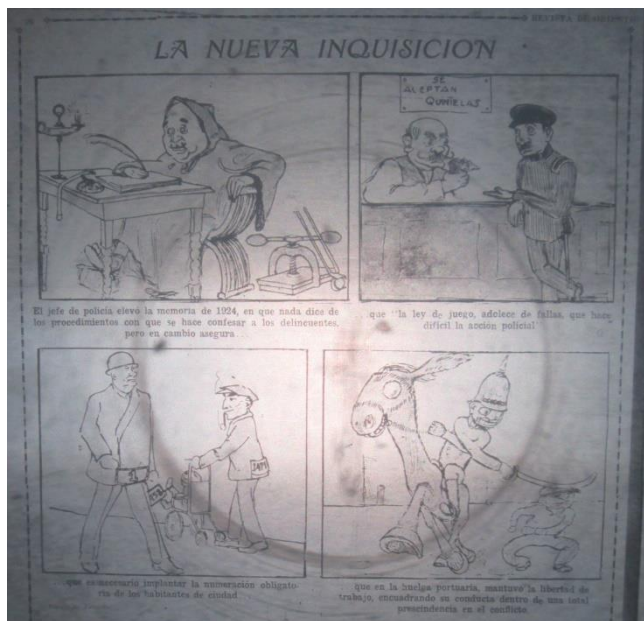 LA NUEVA INQUISICION
SE
ACEPTAN
QUINIELAS
El jefe de policía elevó la memoria de 1924, en que nada dice de
los procedimientos con que se hace confesar a los delincuentes,
pero en cambio asegura...
...que "la ley de juego, adolece de fallas, que hace
difícil la acción policial"
que es necesario implantar la numeración obligato-
ria de los habitantes de ciudad
que en la huelga portuaria, mantuvo la libertad de
trabajo, encuadrando su conducta dentro de una total
prescindencia en el conflicto